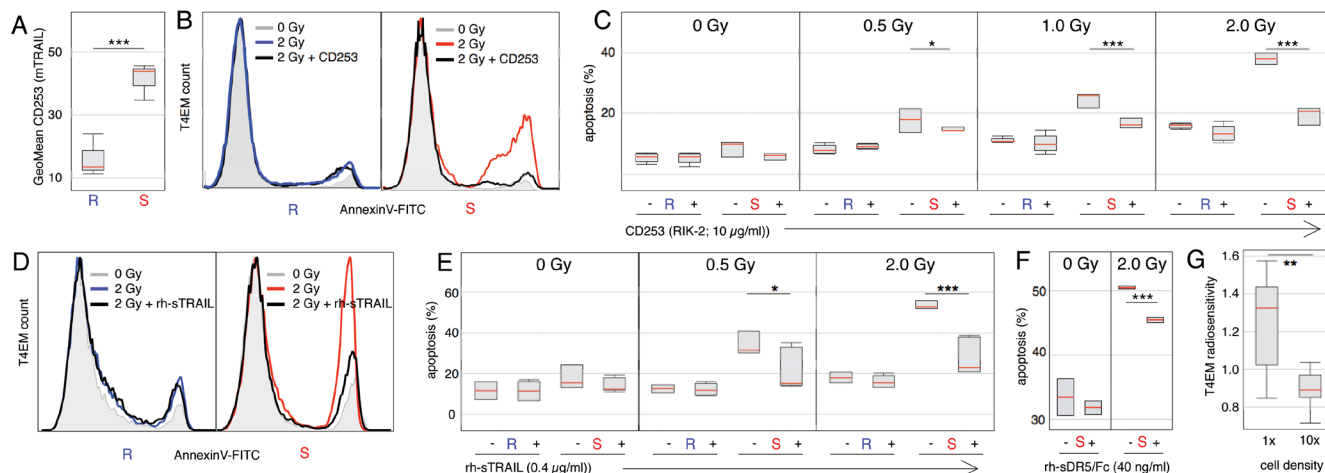 A
GeoMean CD253 (mTRAIL)
50
30
10
***
R
S
B
T4EM count
0 Gy
2 Gy
2 Gy + CD253
0 Gy
2 Gy
2 Gy + CD253
R
AnnexinV-FITC
S
C
0 Gy
0.5 Gy
1.0 Gy
2.0 Gy
apoptosis (%)
40
20
*
***
***
- R + - S + - R + - S + - R + - S + - R + - S +
CD253 (RIK-2; 10 µg/ml))
D
T4EM count
0 Gy
2 Gy
2 Gy + rh-sTRAIL
0 Gy
2 Gy
2 Gy + rh-sTRAIL
R
AnnexinV-FITC
S
E
0 Gy
0.5 Gy
2.0 Gy
apoptosis (%)
60
40
20
0
*
***
- R + - S + - R + - S + - R + - S +
rh-sTRAIL (0.4 µg/ml))
F
0 Gy
2.0 Gy
apoptosis (%)
50
40
30
***
- S + - S +
rh-sDR5/Fc (40 ng/ml)
G
T4EM radiosensitivity
1.6
1.4
1.2
1.0
0.8
**
1x
10x
cell density